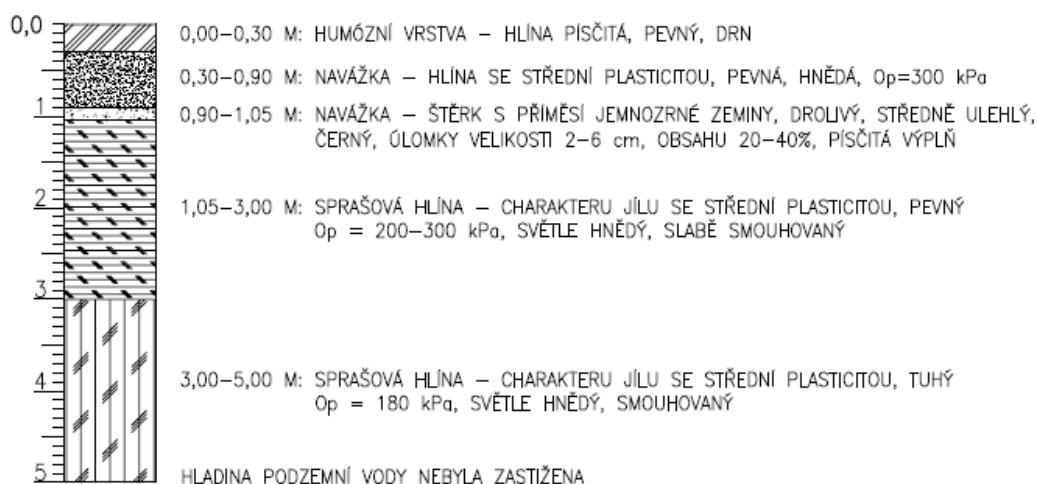 0,0
0,00–0,30 M: HUMÓZNÍ VRSTVA – HLÍNA PÍSČITÁ, PEVNÝ, DRN
0,30–0,90 M: NAVÁŽKA – HLÍNA SE STŘEDNÍ PLASTICITOU, PEVNÁ, HNĚDÁ, Op=300 kPa
1
0,90–1,05 M: NAVÁŽKA – ŠTĚRK S PŘÍMĚSÍ JEMNOZRNÉ ZEMINY, DROLIVÝ, STŘEDNĚ ULEHLÝ,
ČERNÝ, ÚLOMKY VELIKOSTI 2–6 cm, OBSAHU 20–40%, PÍSČITÁ VÝPLŇ
2
1,05–3,00 M: SPRAŠOVÁ HLÍNA – CHARAKTERU JÍLU SE STŘEDNÍ PLASTICITOU, PEVNÝ
Op = 200–300 kPa, SVĚTLE HNĚDÝ, SLABĚ SMOUHOVANÝ
3
4
3,00–5,00 M: SPRAŠOVÁ HLÍNA – CHARAKTERU JÍLU SE STŘEDNÍ PLASTICITOU, TUHÝ
Op = 180 kPa, SVĚTLE HNĚDÝ, SMOUHOVANÝ
5
HLADINA PODZEMNÍ VODY NEBYLA ZASTIŽENA